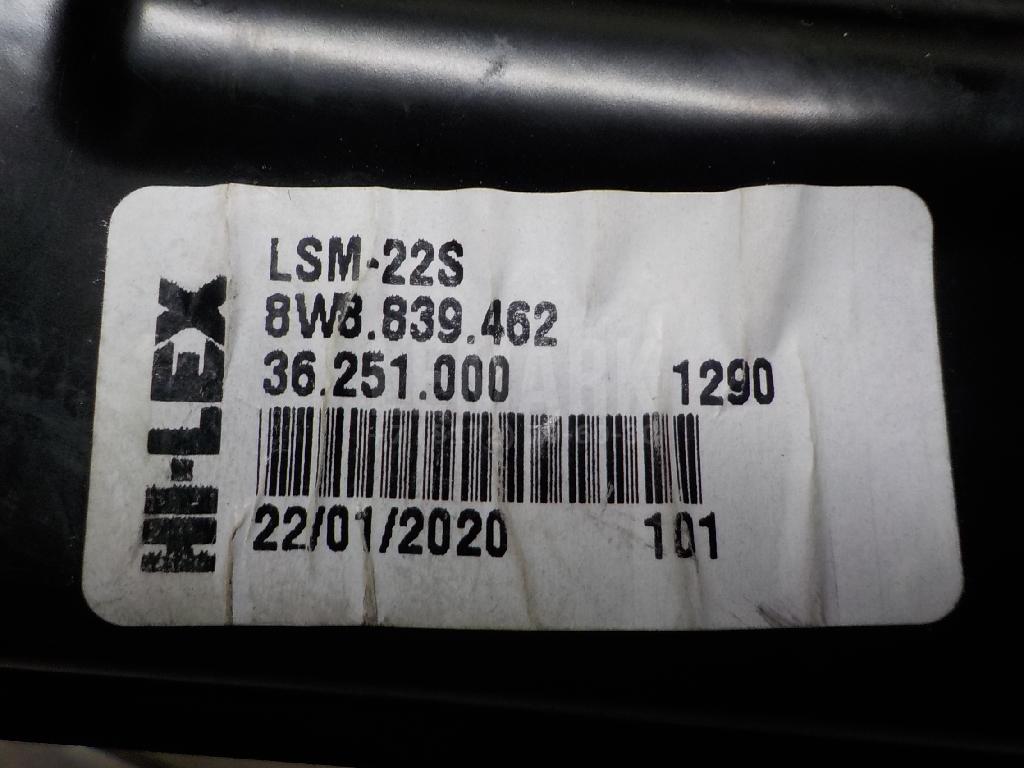 HI-LEX
LSM-22S
8W8.839.462
36.251.000 1290
22/01/2020 101